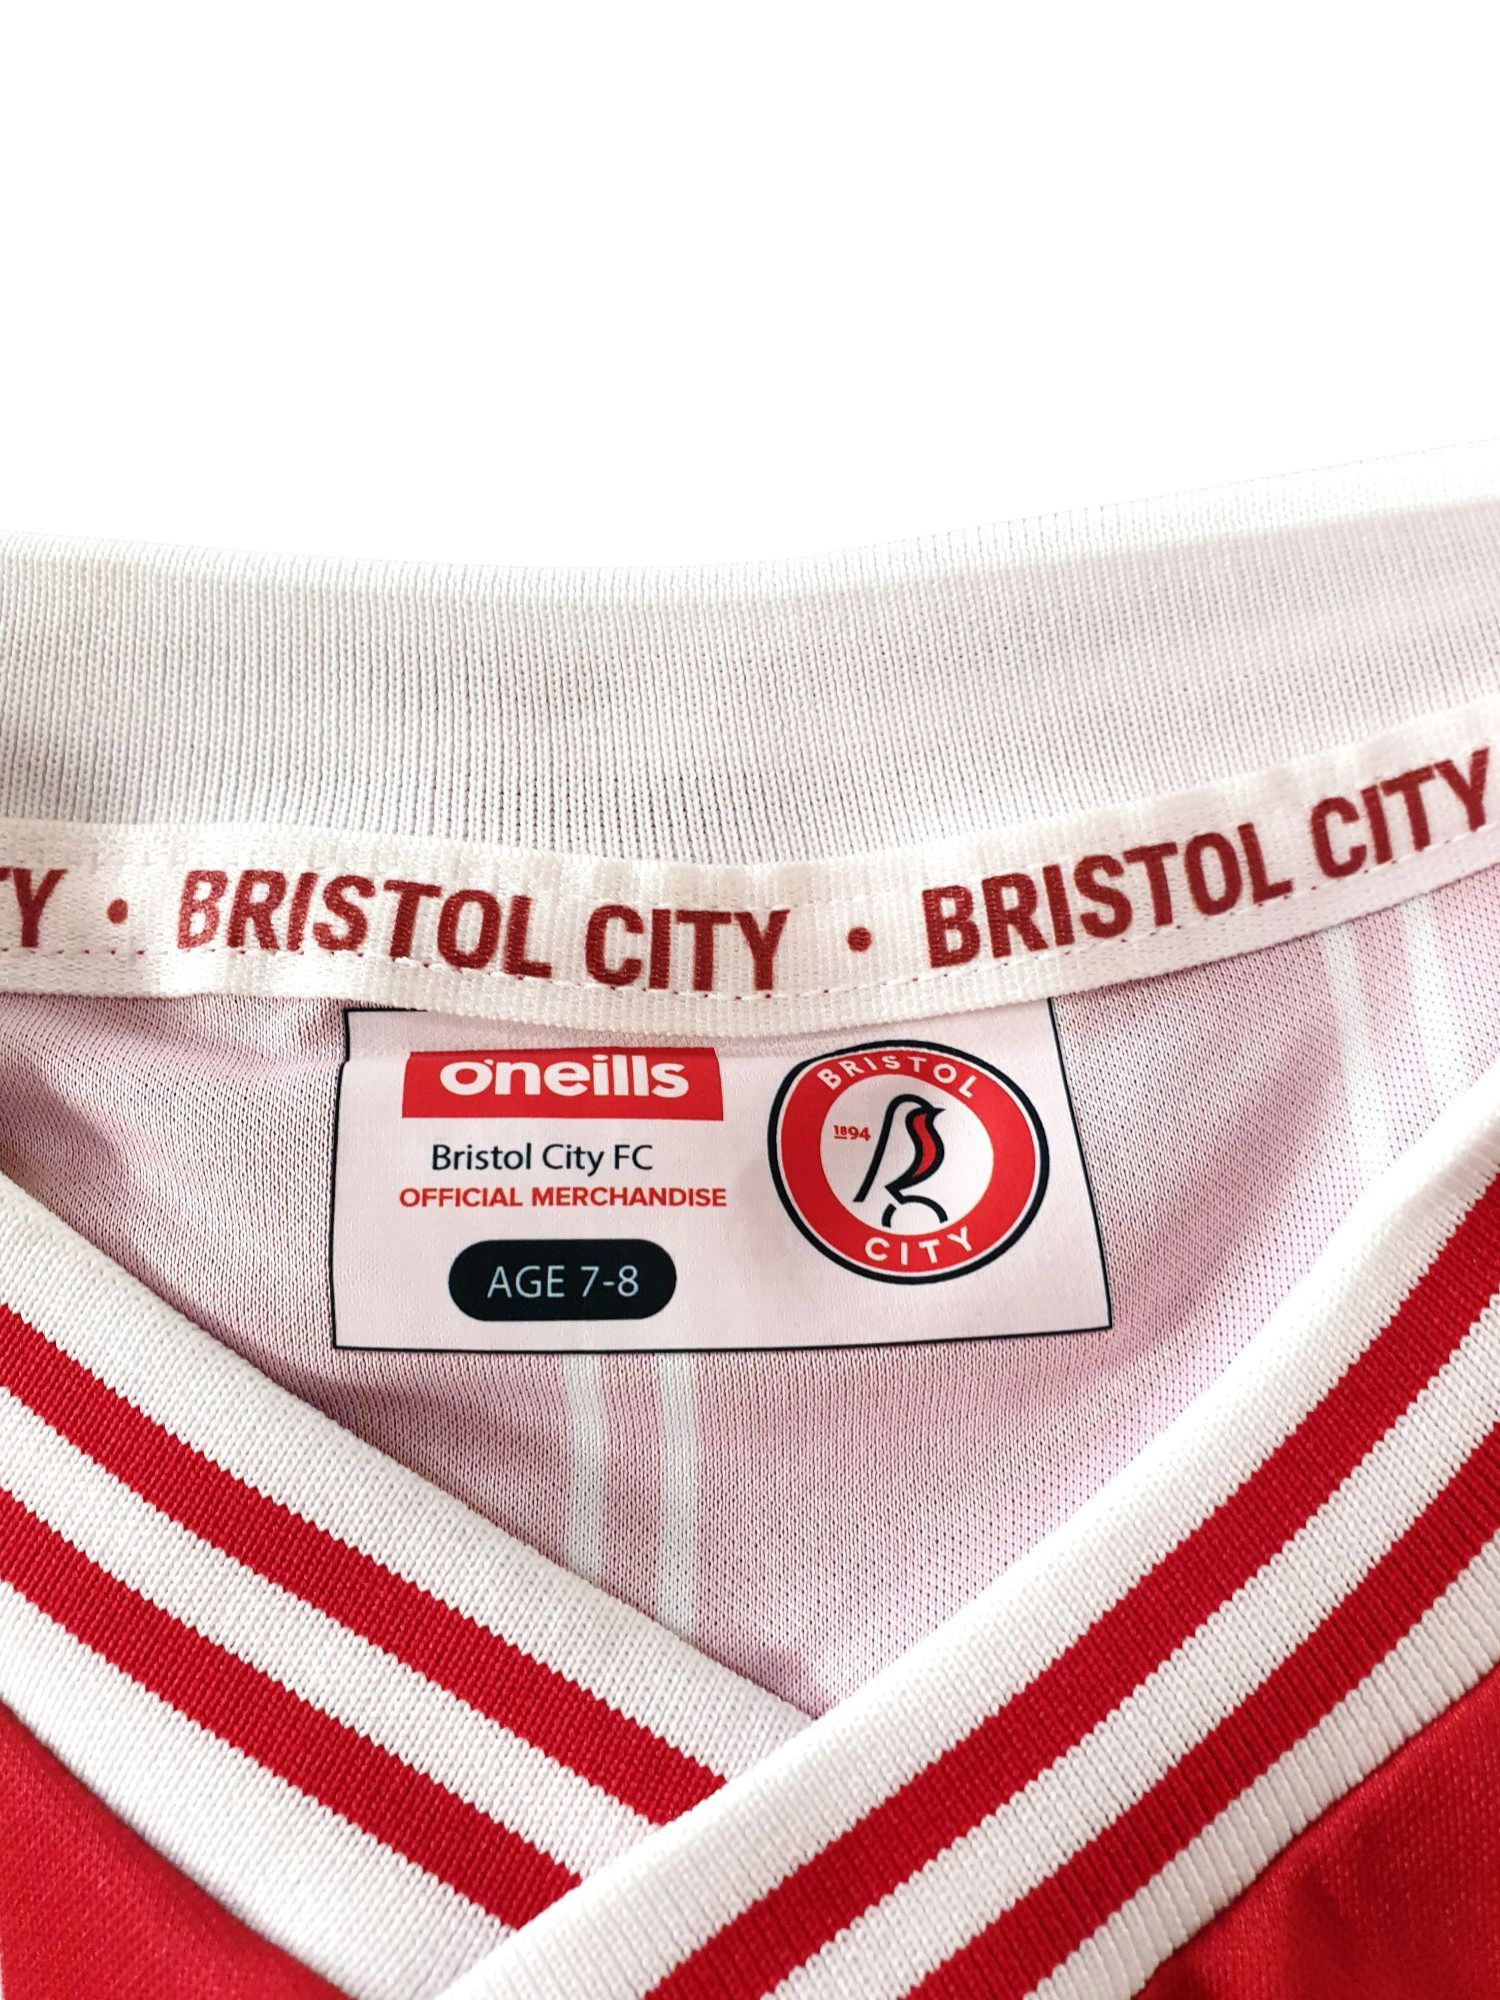 Y • BRISTOL CITY • BRISTOL CITY
o'neills
Bristol City FC
OFFICIAL MERCHANDISE
AGE 7-8
BRISTOL
1894
CITY